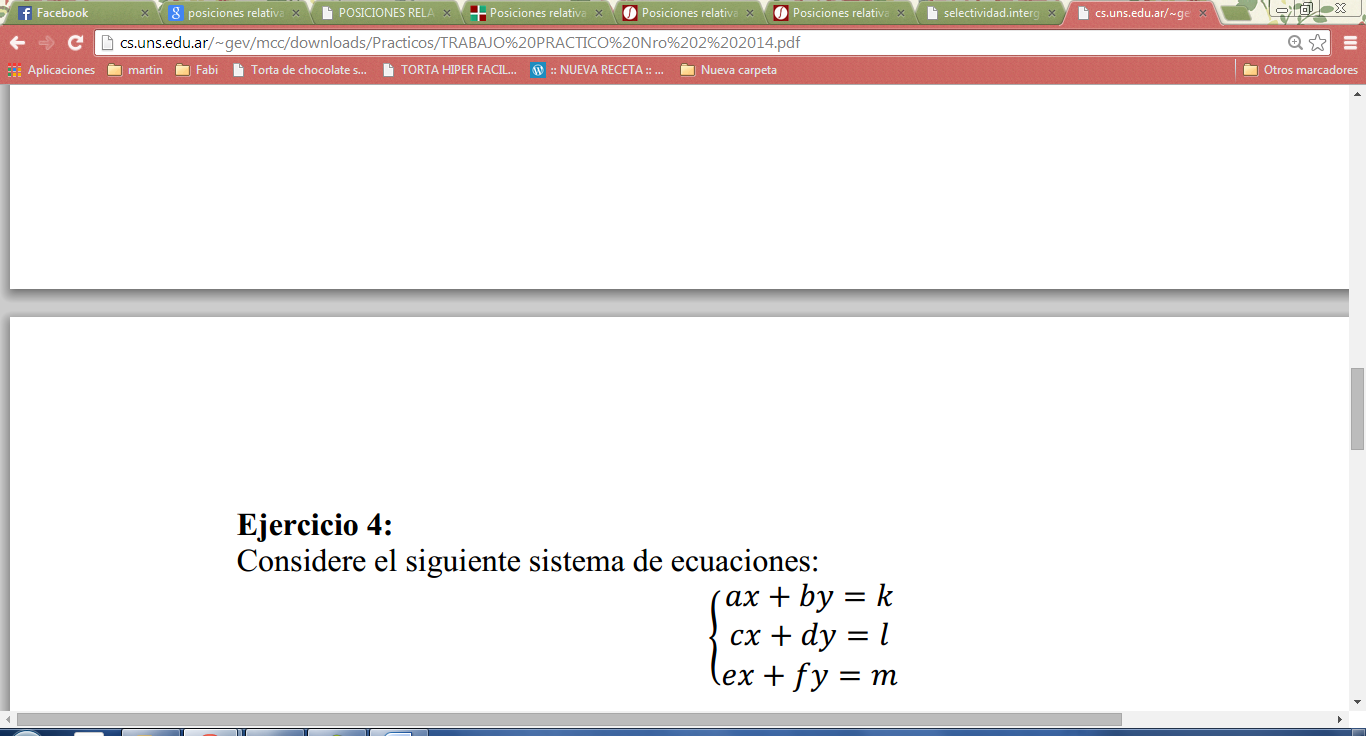 Facebook
posiciones relativa
POSICIONES RELA
Posiciones relativa
Posiciones relativa
Posiciones relativa
selectividad.interg
cs.uns.edu.ar/~ge
cs.uns.edu.ar/~gev/mcc/downloads/Practicos/TRABAJO%20PRACTICO%20Nro%202%202014.pdf
Aplicaciones martin Fabi Torta de chocolate s... TORTA HIPER FACIL... :: NUEVA RECETA :: ... Nueva carpeta Otros marcadores
Ejercicio 4:
Considere el siguiente sistema de ecuaciones:
ax + by = k
cx + dy = l
ex + fy = m